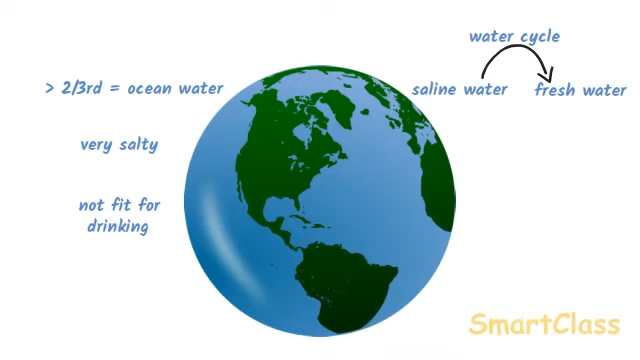 water cycle
> 2/3rd = ocean water
saline water
fresh water
very salty
not fit for
drinking
SmartClass